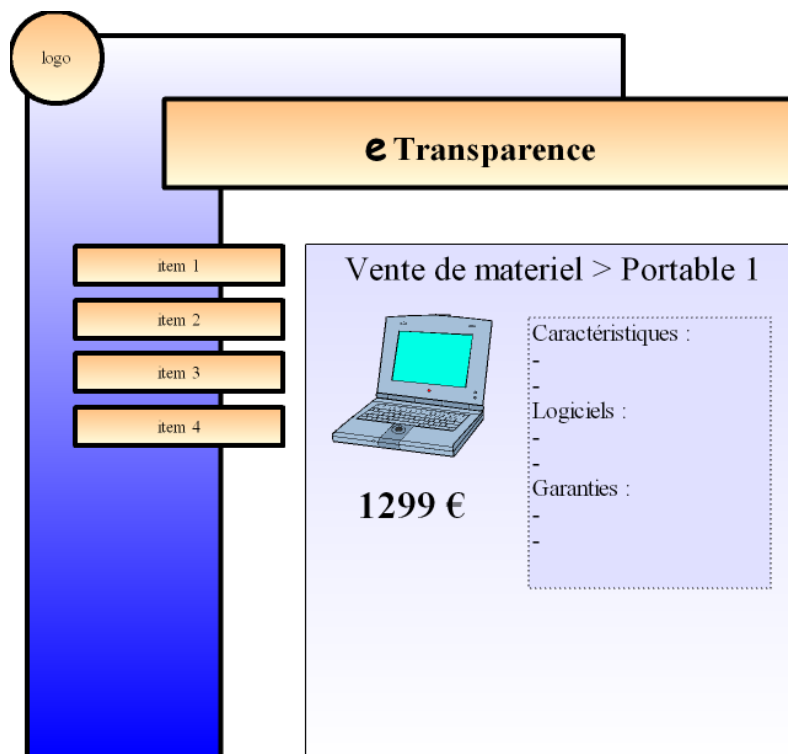 logo
e Transparence
item 1
item 2
item 3
item 4
Vente de materiel > Portable 1
1299 €
Caractéristiques :
-
-
Logiciels :
-
-
Garanties :
-
-